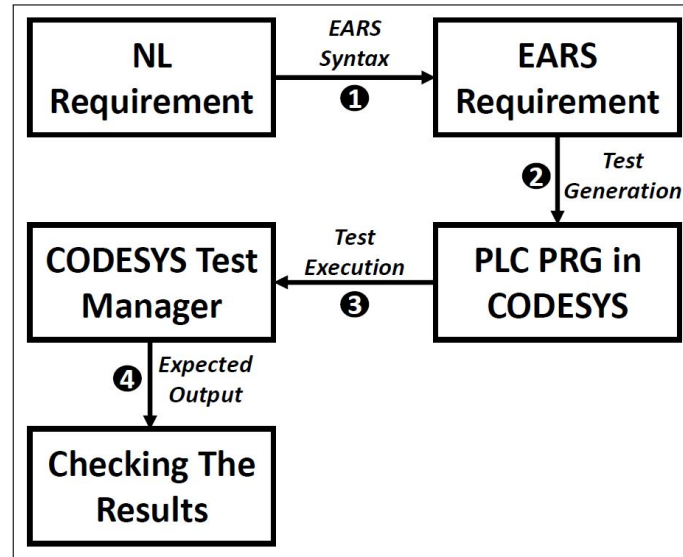 NL
Requirement
EARS
Syntax
❶
EARS
Requirement
❷
Test
Generation
PLC PRG in
CODESYS
Test
Execution
❸
CODESYS Test
Manager
❹
Expected
Output
Checking The
Results